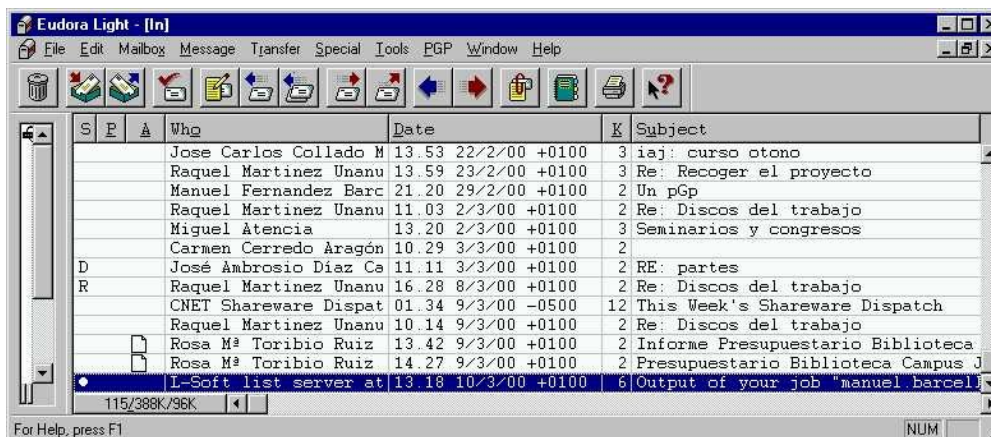 Eudora Light - [In]
File Edit Mailbox Message Transfer Special Tools PGP Window Help
S P A Who Date K Subject
Jose Carlos Collado M 13.53 22/2/00 +0100 3 iaj: curso otono
Raquel Martinez Unanu 13.59 23/2/00 +0100 3 Re: Recoger el proyecto
Manuel Fernandez Barc 21.20 29/2/00 +0100 2 Un pGp
Raquel Martinez Unanu 11.03 2/3/00 +0100 2 Re: Discos del trabajo
Miguel Atencia 13.20 2/3/00 +0100 3 Seminarios y congresos
Carmen Cerredo Aragón 10.29 3/3/00 +0100 2
D José Ambrosio Díaz Ca 11.11 3/3/00 +0100 2 RE: partes
R Raquel Martinez Unanu 16.28 8/3/00 +0100 2 Re: Discos del trabajo
CNET Shareware Dispat 01.34 9/3/00 -0500 12 This Week's Shareware Dispatch
Raquel Martinez Unanu 10.14 9/3/00 +0100 2 Re: Discos del trabajo
Rosa Mª Toribio Ruiz 13.42 9/3/00 +0100 2 Informe Presupuestario Biblioteca
Rosa Mª Toribio Ruiz 14.27 9/3/00 +0100 2 Presupuestario Biblioteca Campus J
L-Soft list server at 13.18 10/3/00 +0100 6 Output of your job "manuel.barcell
115/388K/96K
For Help, press F1 NUM